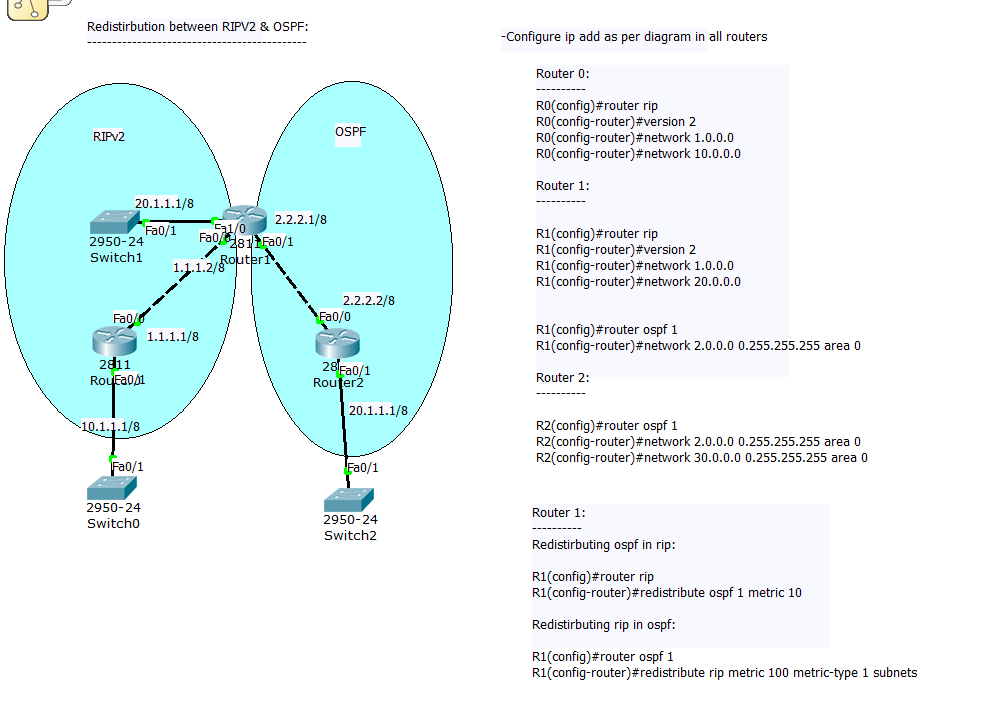 Redistirbution between RIPV2 & OSPF:
--------------------------------------------
RIPv2
OSPF
20.1.1.1/8
2.2.2.1/8
Fa1/0
Fa0/1
Fa0/0
Fa0/1
2950-24
Switch1
2811
Router1
1.1.1.2/8
2.2.2.2/8
Fa0/0
Fa0/0
1.1.1.1/8
2811
Fa0/1
Router2
Fa0/1
10.1.1.1/8
20.1.1.1/8
Fa0/1
Fa0/1
2950-24
Switch0
2950-24
Switch2
-Configure ip add as per diagram in all routers
Router 0:
----------
R0(config)#router rip
R0(config-router)#version 2
R0(config-router)#network 1.0.0.0
R0(config-router)#network 10.0.0.0
Router 1:
----------
R1(config)#router rip
R1(config-router)#version 2
R1(config-router)#network 1.0.0.0
R1(config-router)#network 20.0.0.0
R1(config)#router ospf 1
R1(config-router)#network 2.0.0.0 0.255.255.255 area 0
Router 2:
----------
R2(config)#router ospf 1
R2(config-router)#network 2.0.0.0 0.255.255.255 area 0
R2(config-router)#network 30.0.0.0 0.255.255.255 area 0
Router 1:
----------
Redistirbuting ospf in rip:
R1(config)#router rip
R1(config-router)#redistribute ospf 1 metric 10
Redistirbuting rip in ospf:
R1(config)#router ospf 1
R1(config-router)#redistribute rip metric 100 metric-type 1 subnets